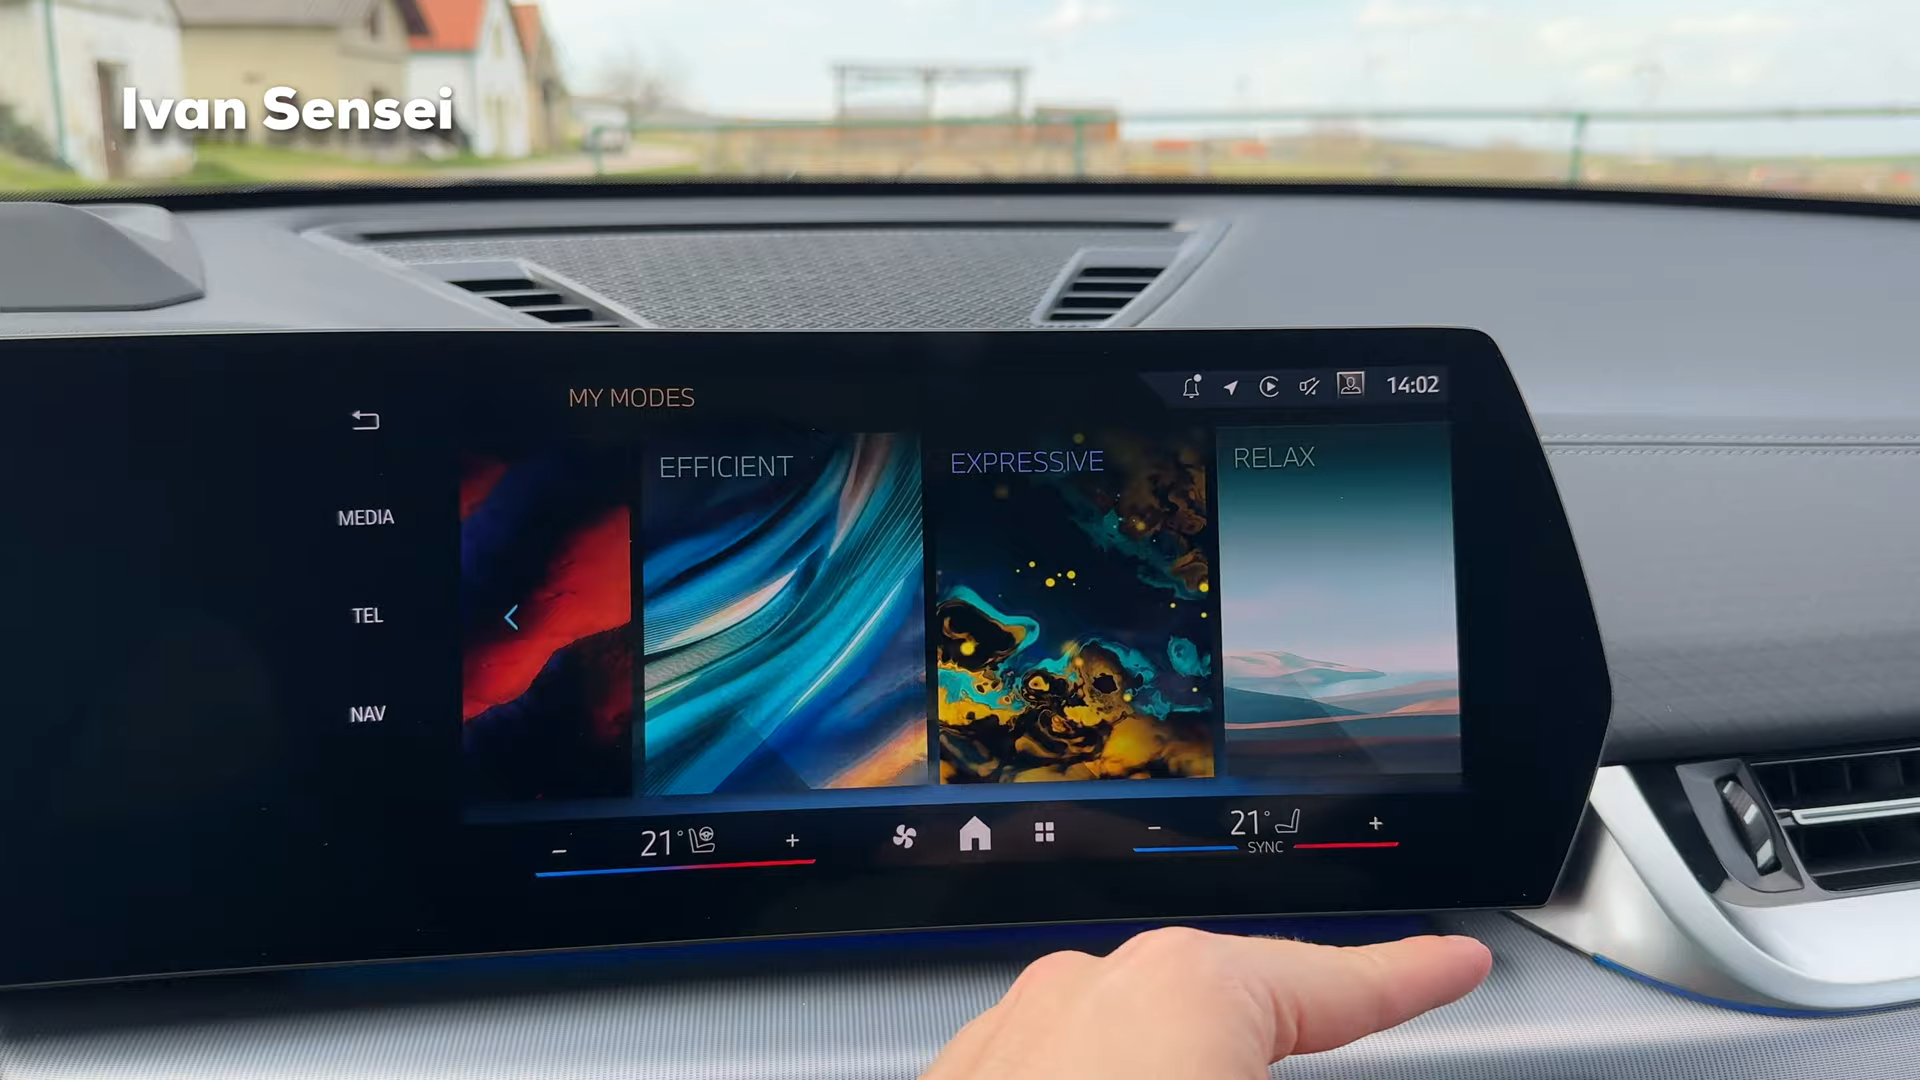 Ivan Sensei
MY MODES
14:02
MEDIA
TEL
NAV
EFFICIENT
EXPRESSIVE
RELAX
− 21° +
− 21° +
SYNC